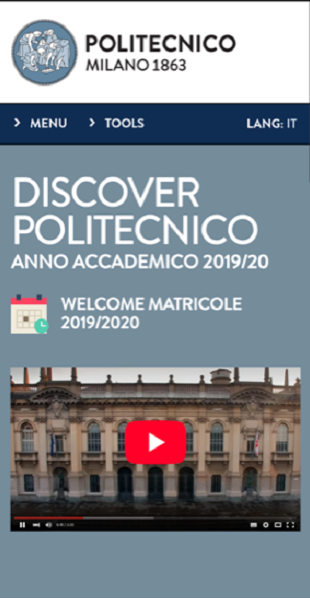 POLITECNICO
MILANO 1863
MENU
TOOLS
LANG: IT
DISCOVER
POLITECNICO
ANNO ACCADEMICO 2019/20
WELCOME MATRICOLE
2019/2020